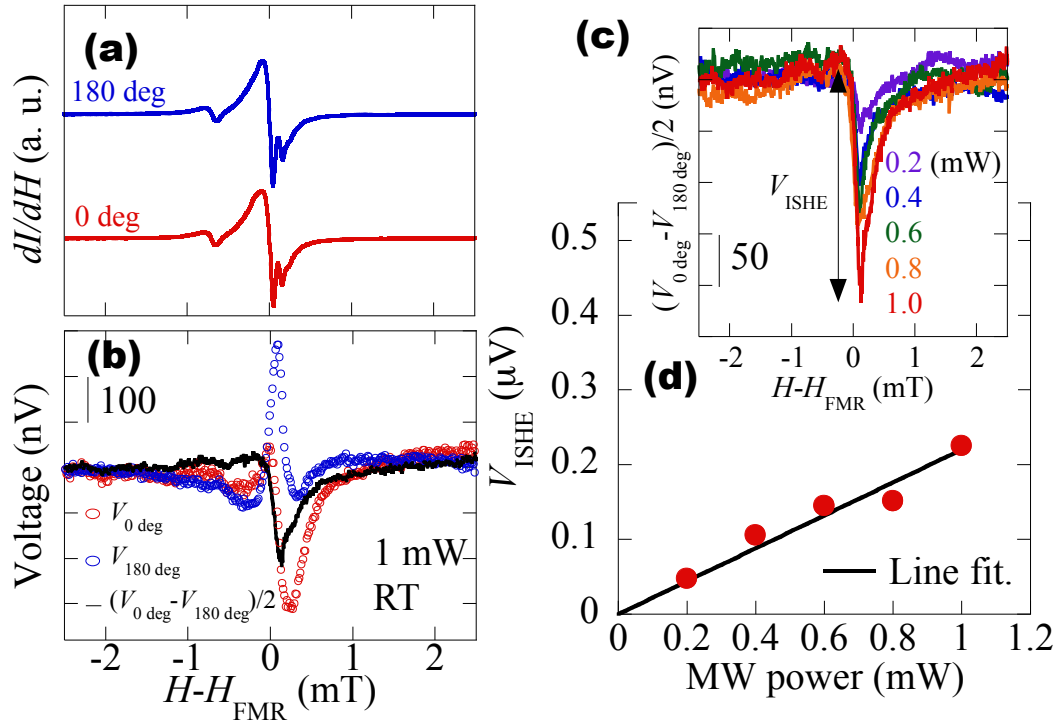 (a)
180 deg
0 deg
dI/dH (a. u.)
(b)
100
Voltage (nV)
V0 deg
V180 deg
– (V0 deg-V180 deg)/2
1 mW
RT
-2 -1 0 1 2
H-HFMR (mT)
(c)
(V0 deg-V180 deg)/2 (nV)
VISHE
50
0.2 (mW)
0.4
0.6
0.8
1.0
-2 -1 0 1 2
H-HFMR (mT)
(d)
VISHE (μV)
0.5
0.4
0.3
0.2
0.1
0
Line fit.
0 0.2 0.4 0.6 0.8 1 1.2
MW power (mW)